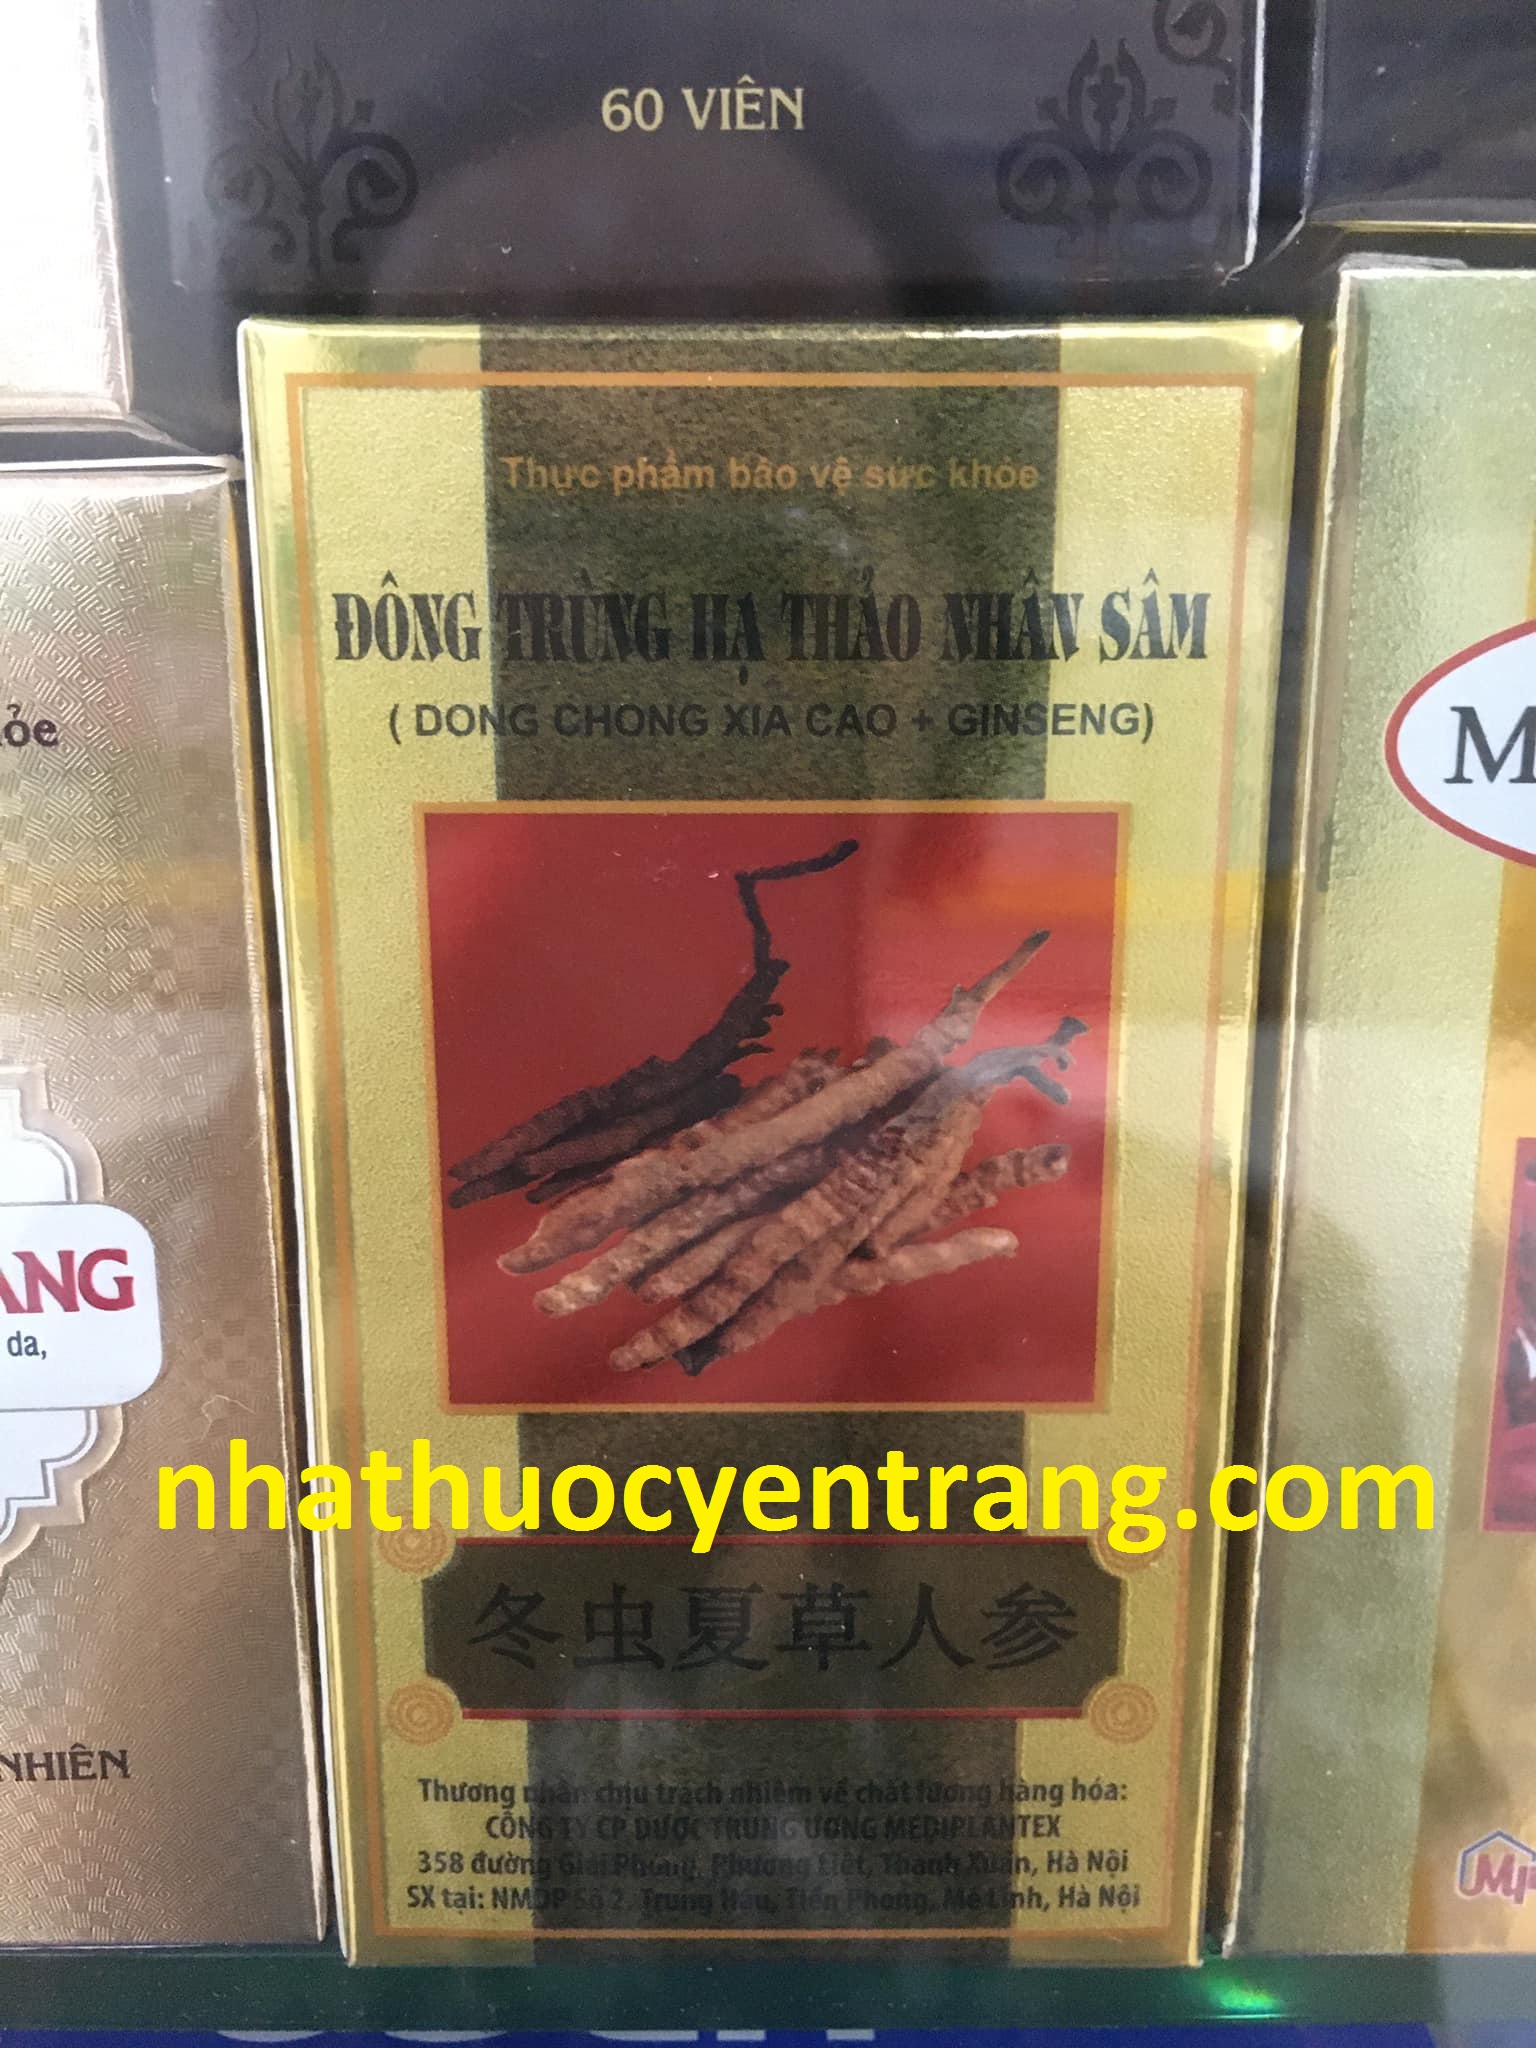 60 VIÊN
Thực phẩm bảo vệ sức khỏe
ĐÔNG TRÙNG HẠ THẢO NHÂN SÂM
( DONG CHONG XIA CAO + GINSENG)
ỏe
M
ANG
da,
nhathuocyentrang.com
冬虫夏草人参
NHIÊN
Thương nhân chịu trách nhiệm về chất lượng hàng hóa:
CÔNG TY CP DƯỢC TRUNG ƯƠNG MEDIPLANTEX
358 đường Giải Phóng, Phương Liệt, Thanh Xuân, Hà Nội
SX tại: NMDP Số 2, Trung Hậu, Tiền Phong, Mê Linh, Hà Nội